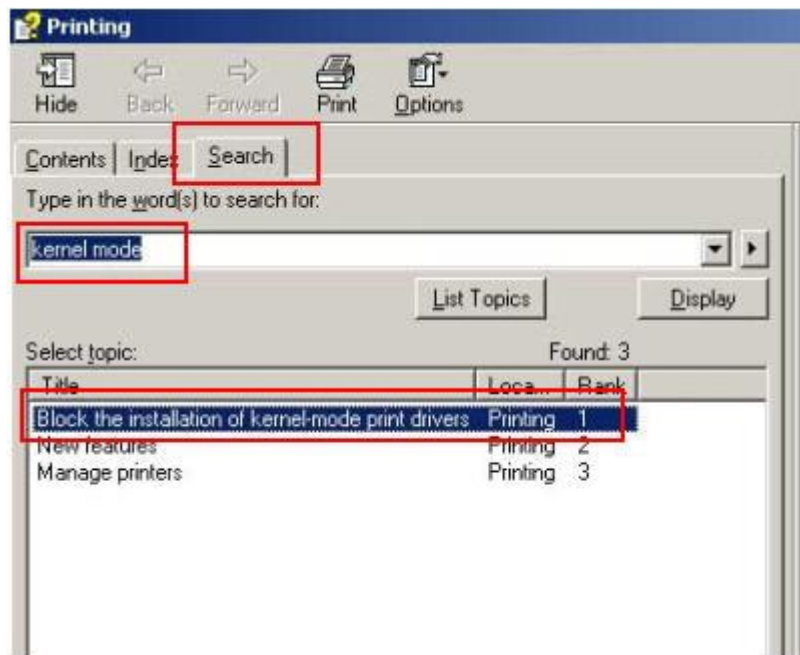 Printing
Hide Back Forward Print Options
Contents Index Search
Type in the word(s) to search for:
kernel mode
List Topics Display
Select topic: Found: 3
Title Loca... Rank
Block the installation of kernel-mode print drivers Printing 1
New features Printing 2
Manage printers Printing 3